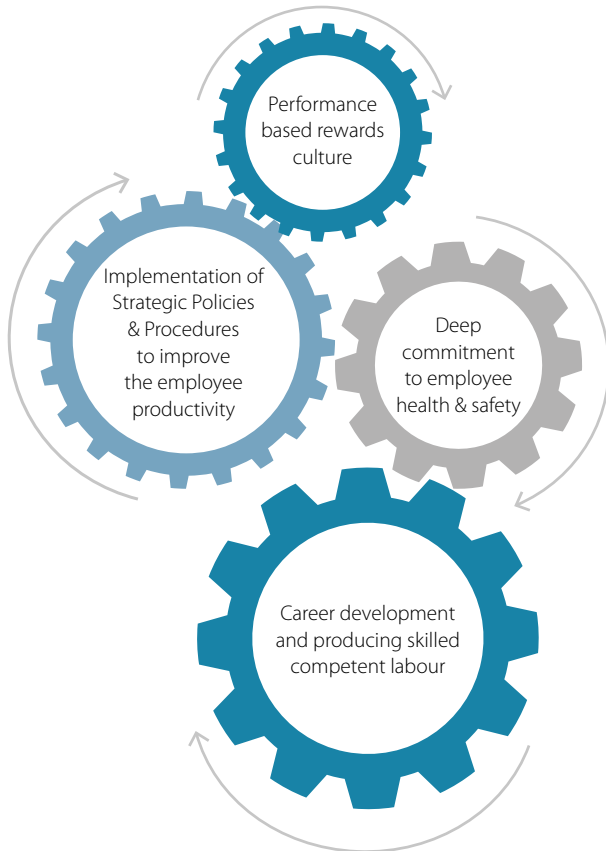 Performance
based rewards
culture
Implementation of
Strategic Policies
& Procedures
to improve
the employee
productivity
Deep
commitment
to employee
health & safety
Career development
and producing skilled
competent labour